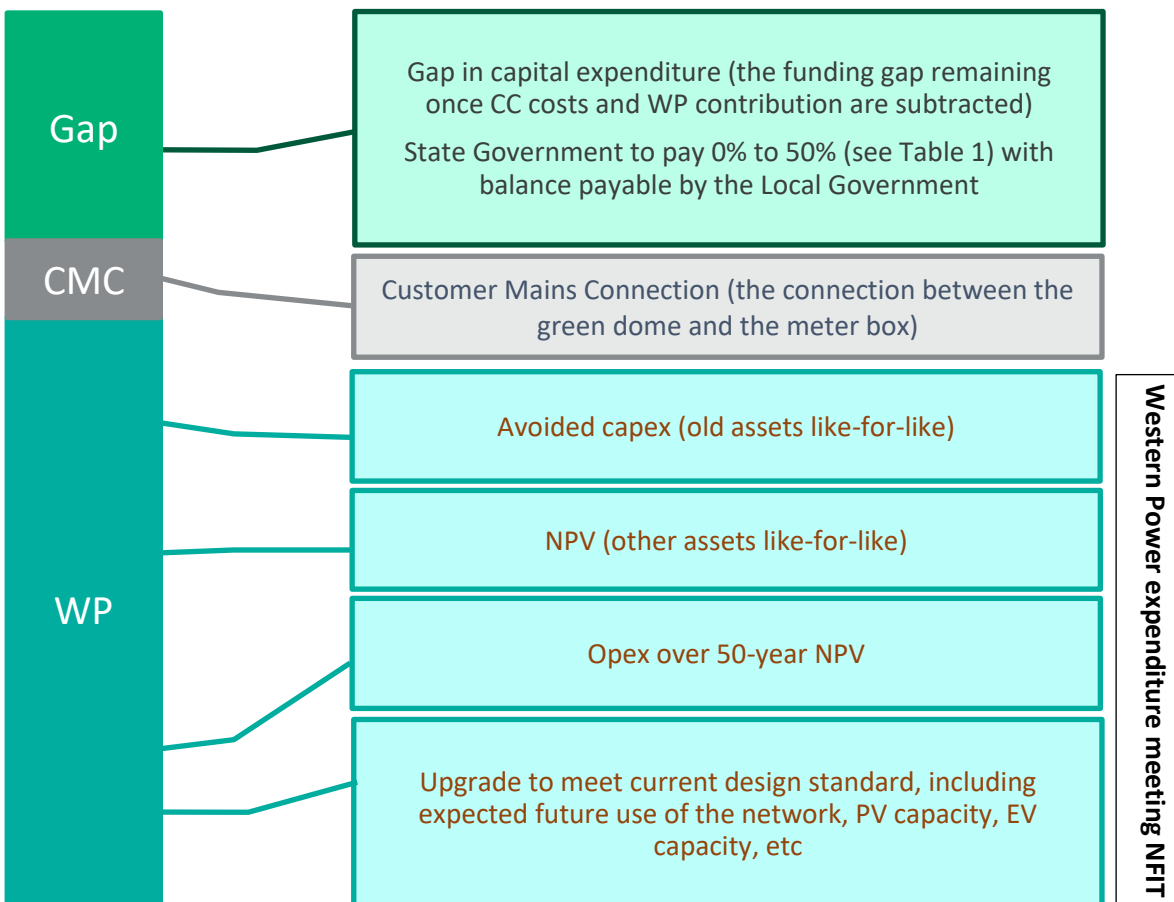 Gap
Gap in capital expenditure (the funding gap remaining
once CC costs and WP contribution are subtracted)
State Government to pay 0% to 50% (see Table 1) with
balance payable by the Local Government
CMC
Customer Mains Connection (the connection between the
green dome and the meter box)
WP
Avoided capex (old assets like-for-like)
NPV (other assets like-for-like)
Opex over 50-year NPV
Upgrade to meet current design standard, including
expected future use of the network, PV capacity, EV
capacity, etc
Western Power expenditure meeting NFIT